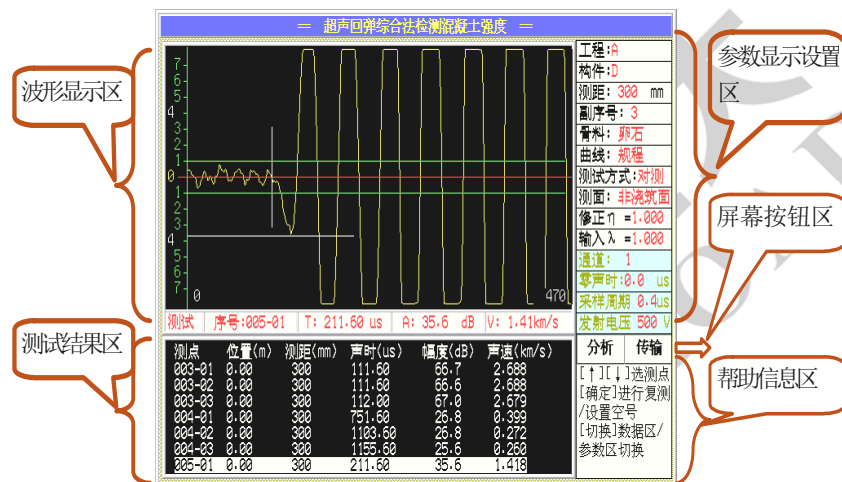 ＝ 超声回弹综合法检测混凝土强度 ＝
波形显示区
7
6
5
4
3
2
1
0
1
2
3
4
5
6
7
0
470
工程:A
构件:D
测距: 300 mm
副序号: 3
骨料: 卵石
曲线: 规程
测试方式:对测
测面: 非浇筑面
修正η =1.000
输入λ =1.000
通道: 1
零声时:0.0 us
采样周期 0.4us
发射电压 500 V
参数显示设置
区
屏幕按钮区
测试 序号:005-01 T: 211.60 us A: 35.6 dB V: 1.41km/s
测试结果区
测点 位置(m) 测距(mm) 声时(us) 幅度(dB) 声速(km/s)
003-01 0.00 300 111.60 66.7 2.688
003-02 0.00 300 111.60 66.6 2.688
003-03 0.00 300 112.00 67.0 2.679
004-01 0.00 300 751.60 26.8 0.399
004-02 0.00 300 1103.60 26.8 0.272
004-03 0.00 300 1155.60 25.6 0.260
005-01 0.00 300 211.60 35.6 1.418
分析 传输
[↑][↓]选测点
[确定]进行复测
/设置空号
[切换]数据区/
参数区切换
帮助信息区